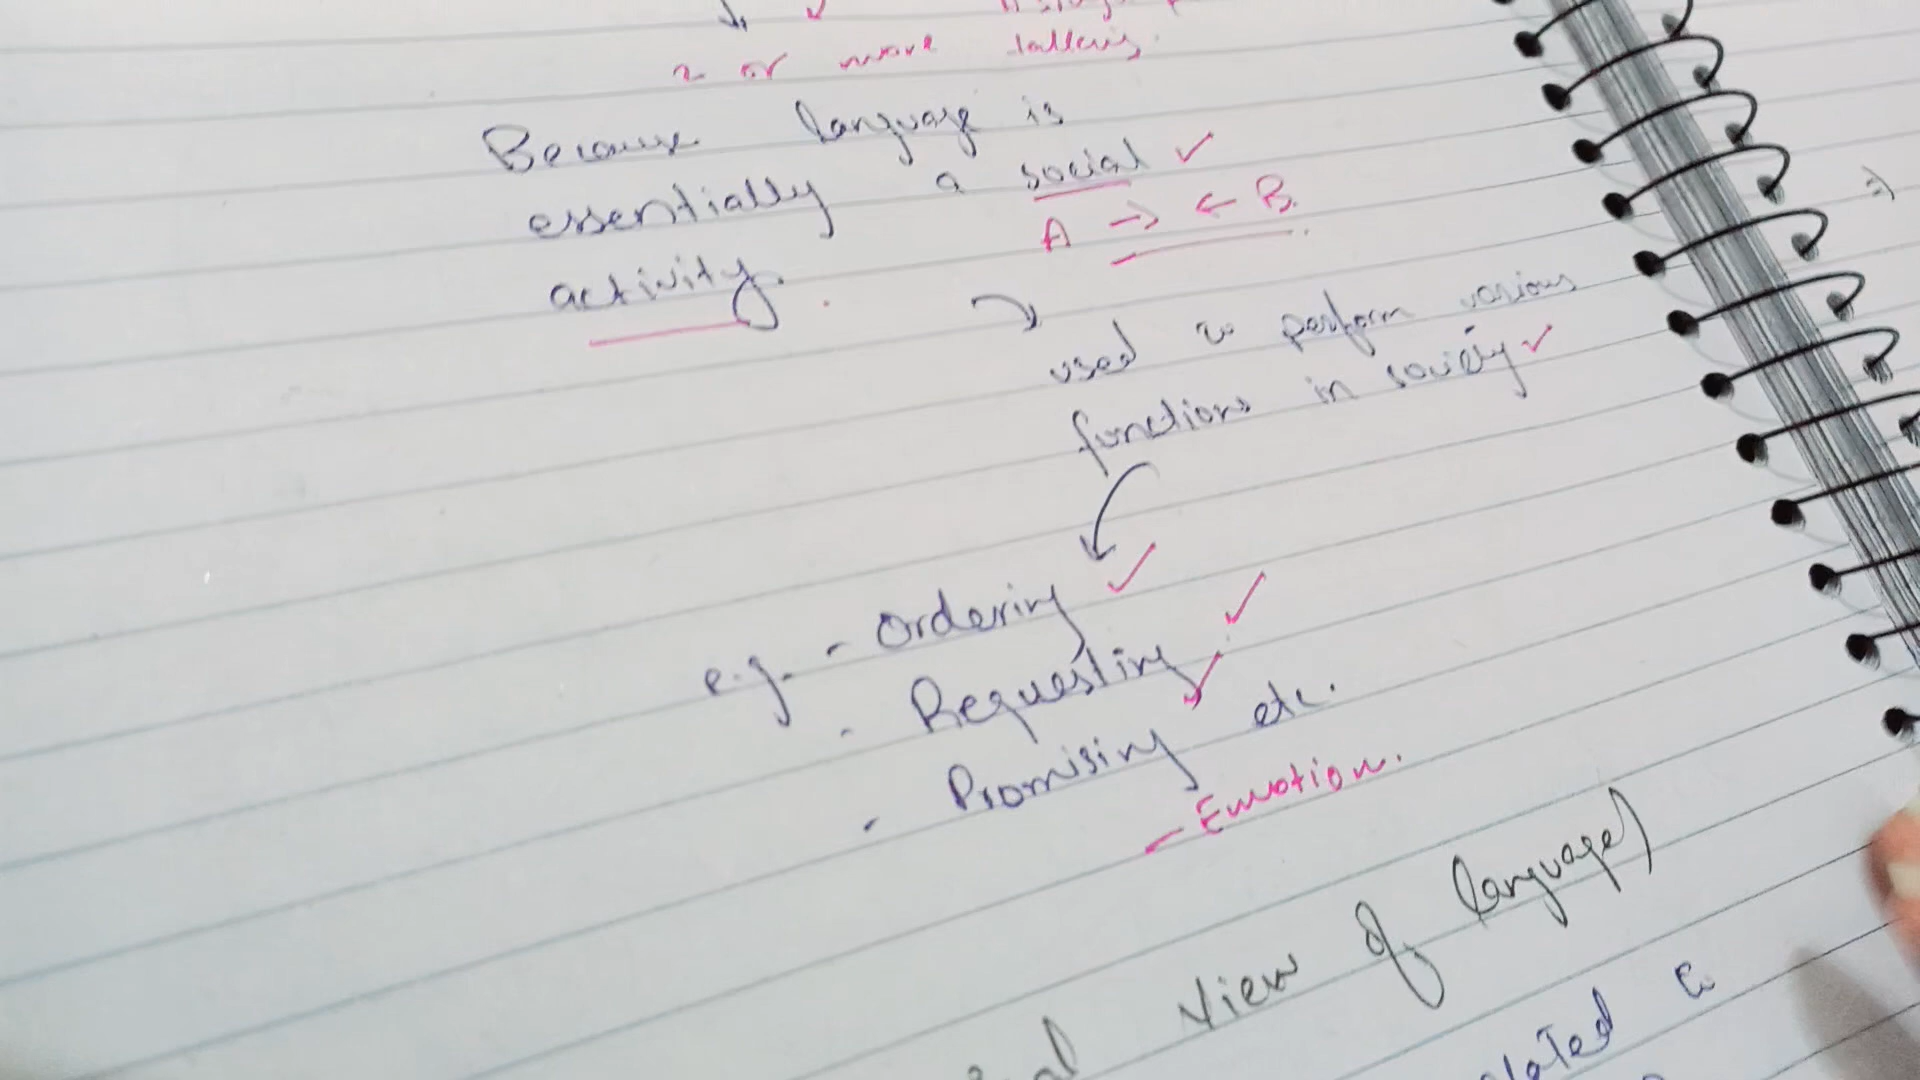 2 or more
Because language is
essentially a social ✓
A → ← B.
activity.
used to perform various
functions in society ✓
e.g. - Ordering ✓
- Requesting ✓
- Promising etc. ✓
- Emotion.
View of language)